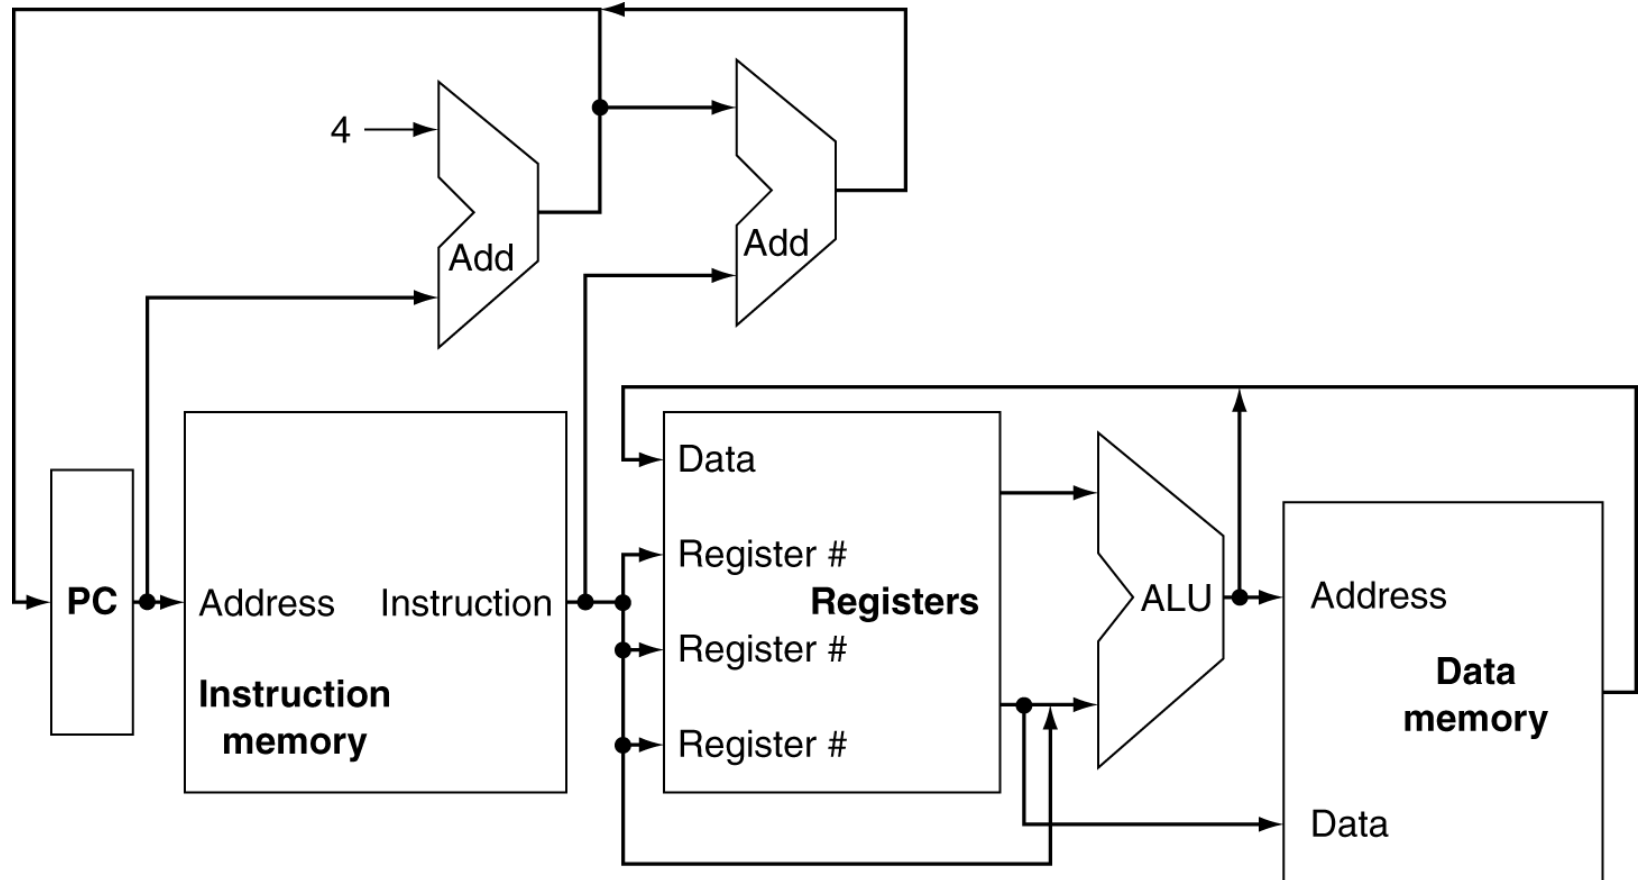 4
Add
Add
Data
Register #
Register #
Register #
Registers
PC
Address
Instruction
Instruction
memory
ALU
Address
Data
memory
Data